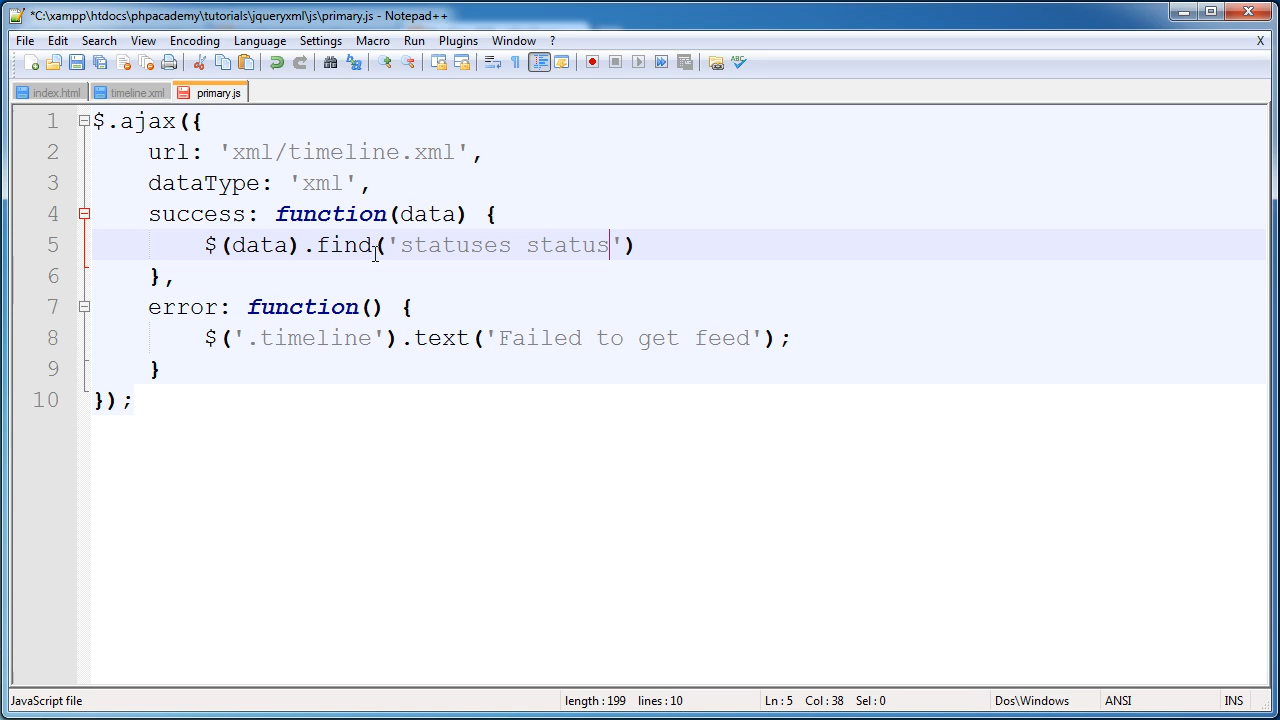 *C:\xampp\htdocs\phpacademy\tutorials\jqueryxml\js\primary.js - Notepad++
File Edit Search View Encoding Language Settings Macro Run Plugins Window ? X
index.html timeline.xml primary.js
1 $.ajax({
2 url: 'xml/timeline.xml',
3 dataType: 'xml',
4 success: function(data) {
5 $(data).find('statuses status')
6 },
7 error: function() {
8 $('.timeline').text('Failed to get feed');
9 }
10 });
JavaScript file length : 199 lines : 10 Ln : 5 Col : 38 Sel : 0 Dos\Windows ANSI INS